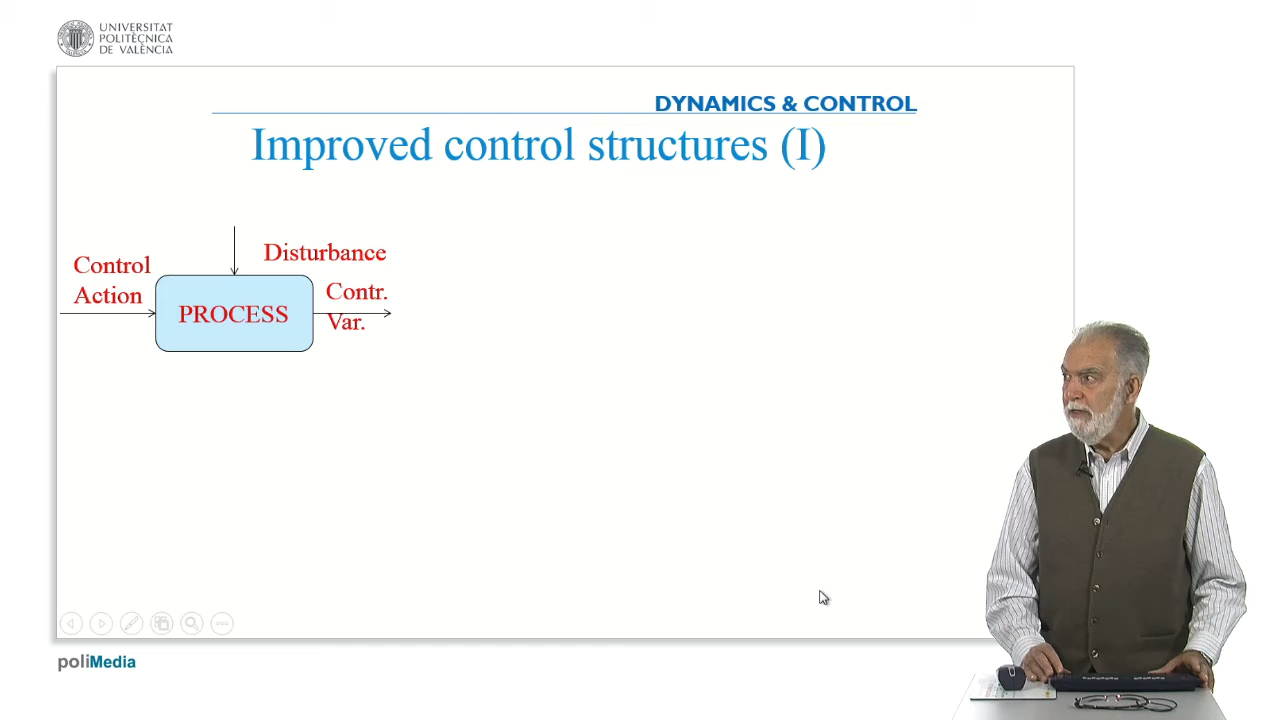 UNIVERSITAT
POLITÈCNICA
DE VALÈNCIA
DYNAMICS & CONTROL
Improved control structures (I)
Disturbance
Control
Action
PROCESS
Contr.
Var.
poliMedia